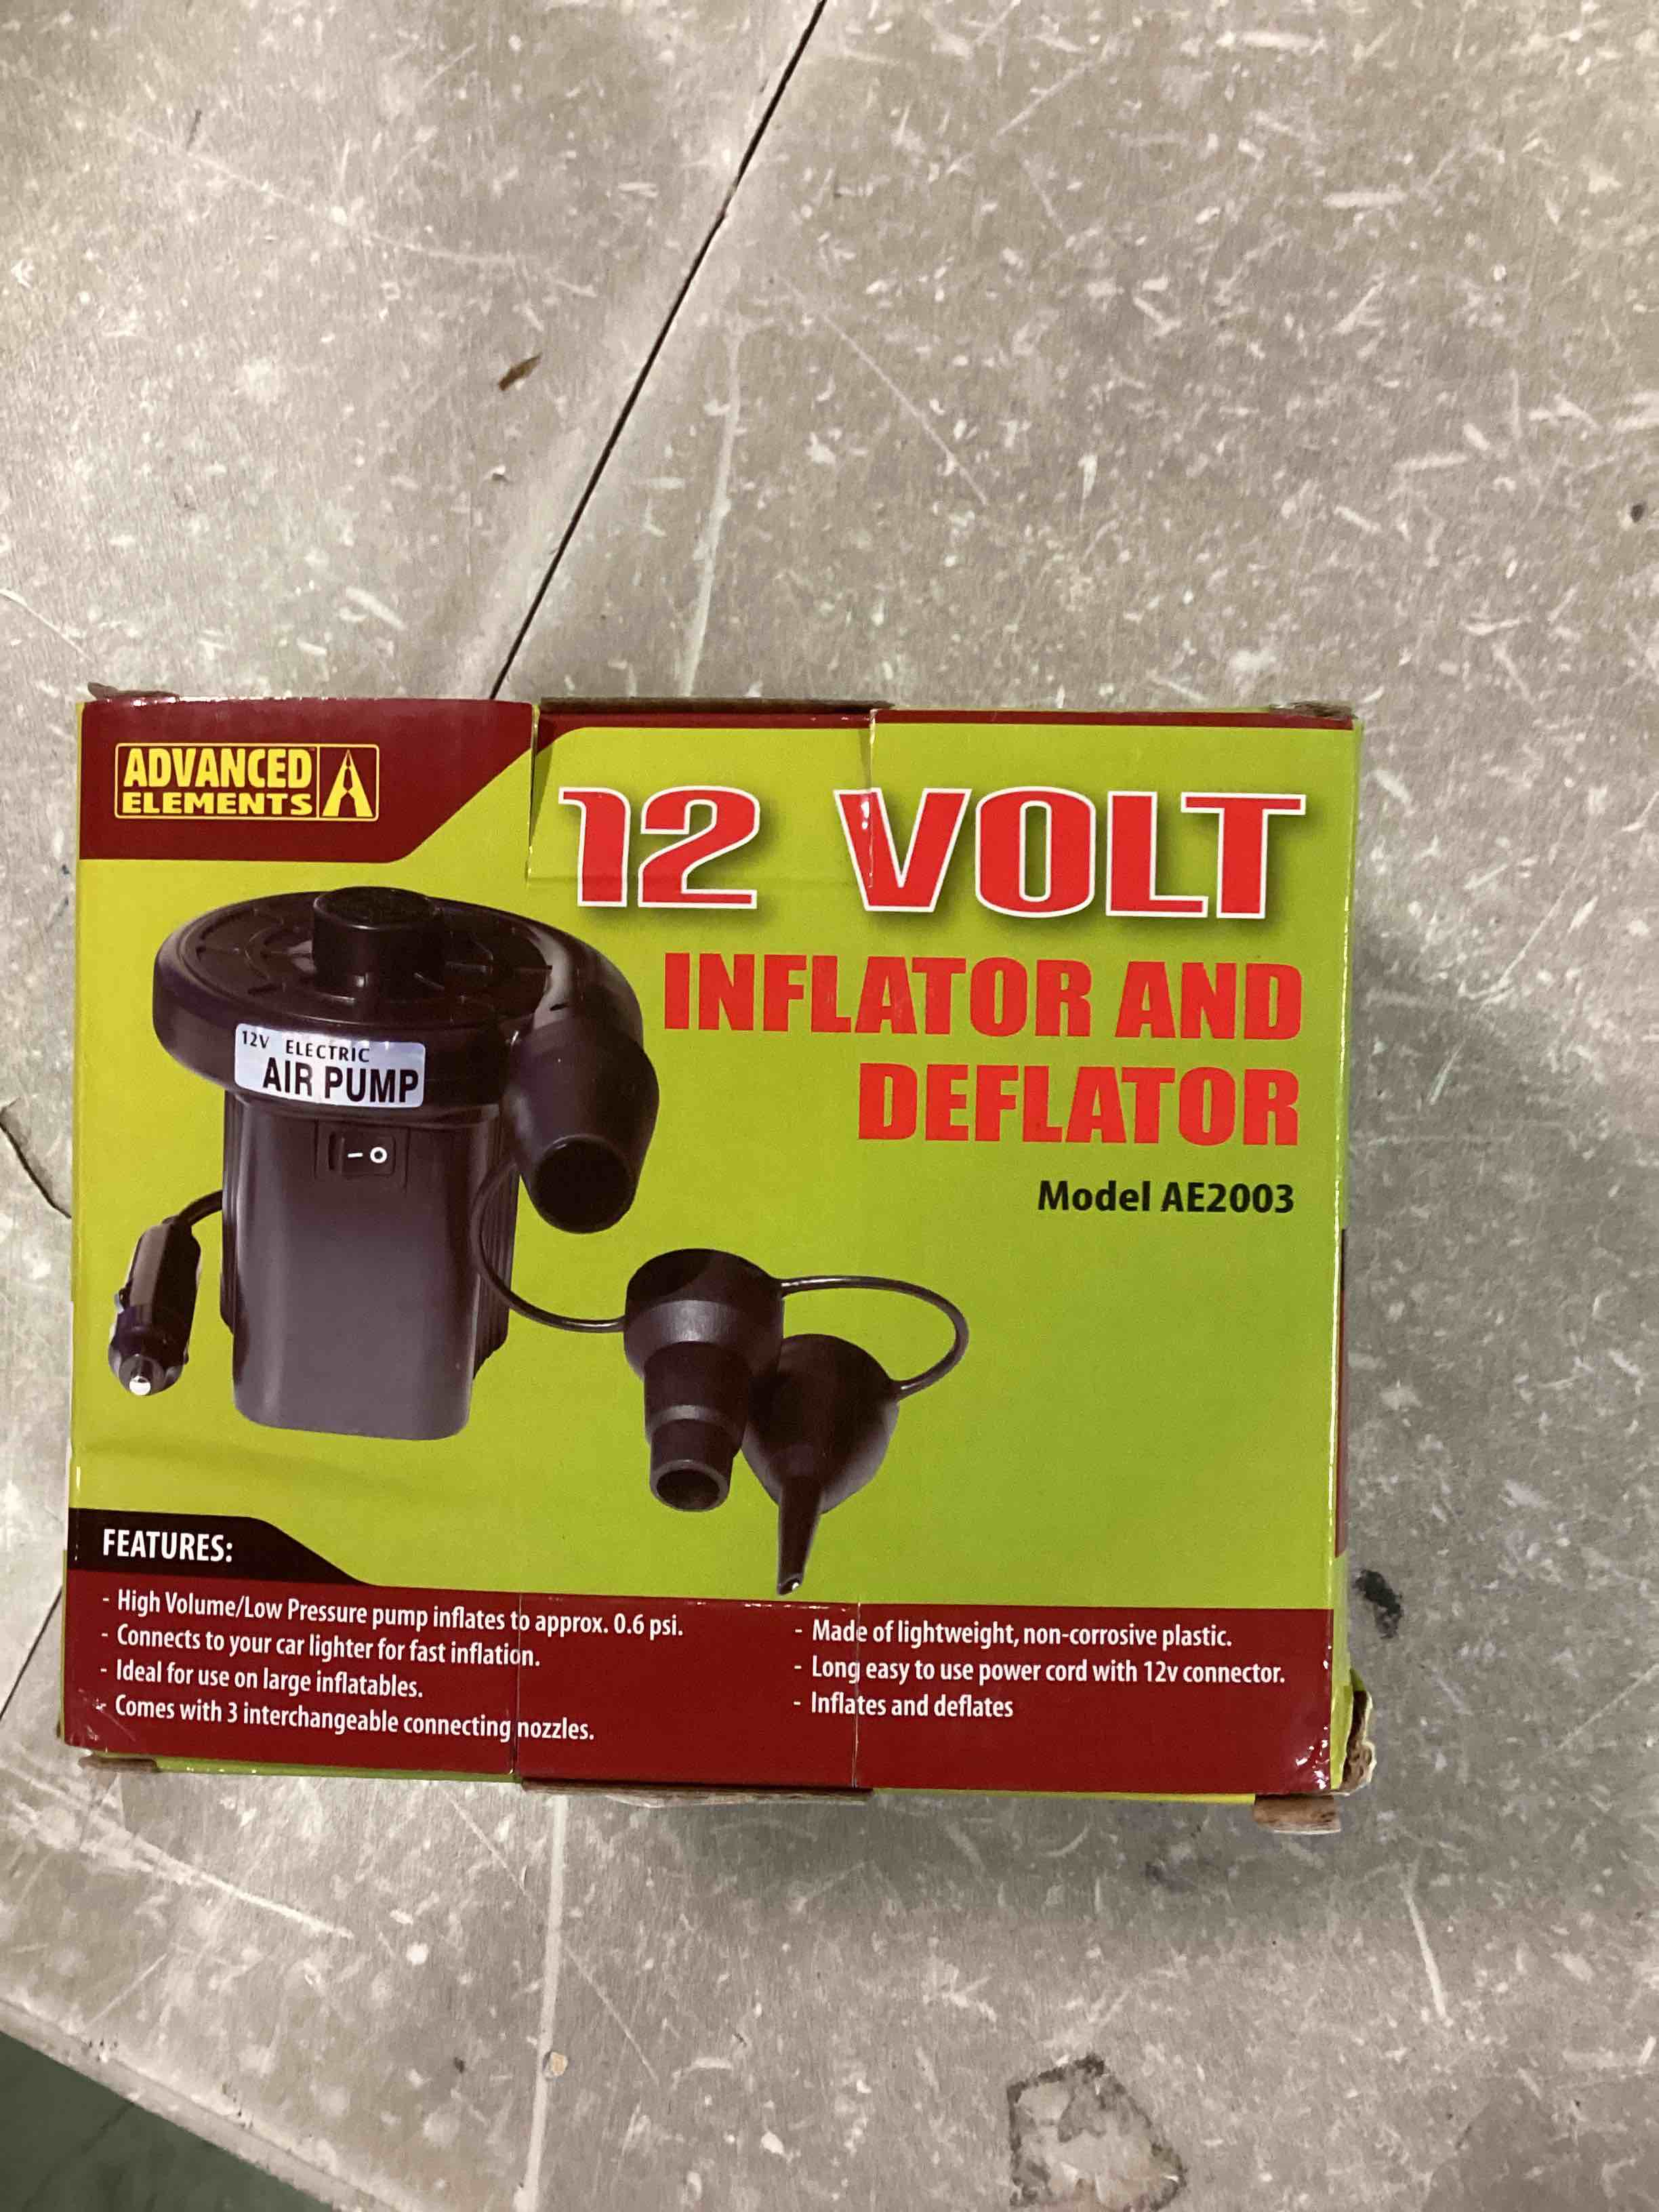 ADVANCED
ELEMENTS
12 VOLT
INFLATOR AND
DEFLATOR
Model AE2003
12V ELECTRIC
AIR PUMP
FEATURES:
- High Volume/Low Pressure pump inflates to approx. 0.6 psi.
- Connects to your car lighter for fast inflation.
- Ideal for use on large inflatables.
- Comes with 3 interchangeable connecting nozzles.
- Made of lightweight, non-corrosive plastic.
- Long easy to use power cord with 12v connector.
- Inflates and deflates